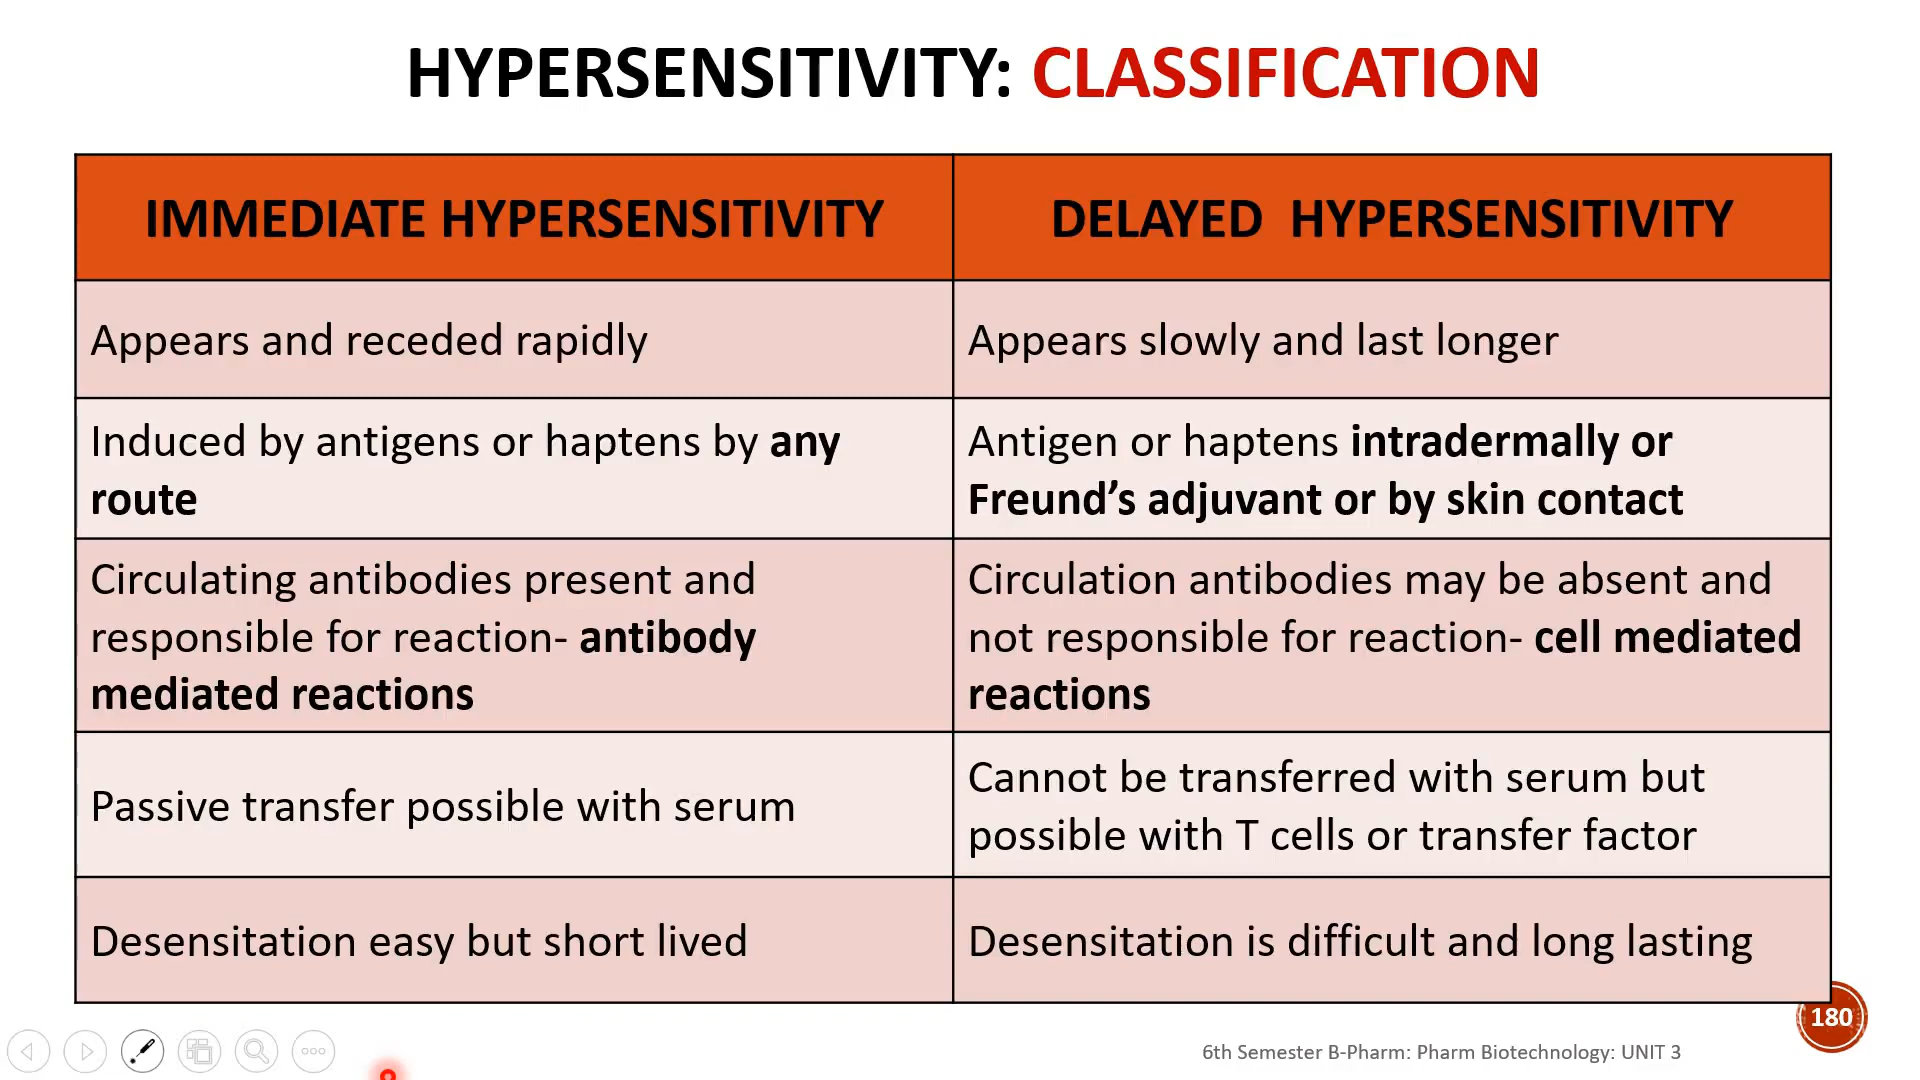 HYPERSENSITIVITY: CLASSIFICATION
IMMEDIATE HYPERSENSITIVITY
DELAYED HYPERSENSITIVITY
Appears and receded rapidly
Appears slowly and last longer
Induced by antigens or haptens by any
route
Antigen or haptens intradermally or
Freund’s adjuvant or by skin contact
Circulating antibodies present and
responsible for reaction- antibody
mediated reactions
Circulation antibodies may be absent and
not responsible for reaction- cell mediated
reactions
Passive transfer possible with serum
Cannot be transferred with serum but
possible with T cells or transfer factor
Desensitation easy but short lived
Desensitation is difficult and long lasting
180
6th Semester B-Pharm: Pharm Biotechnology: UNIT 3